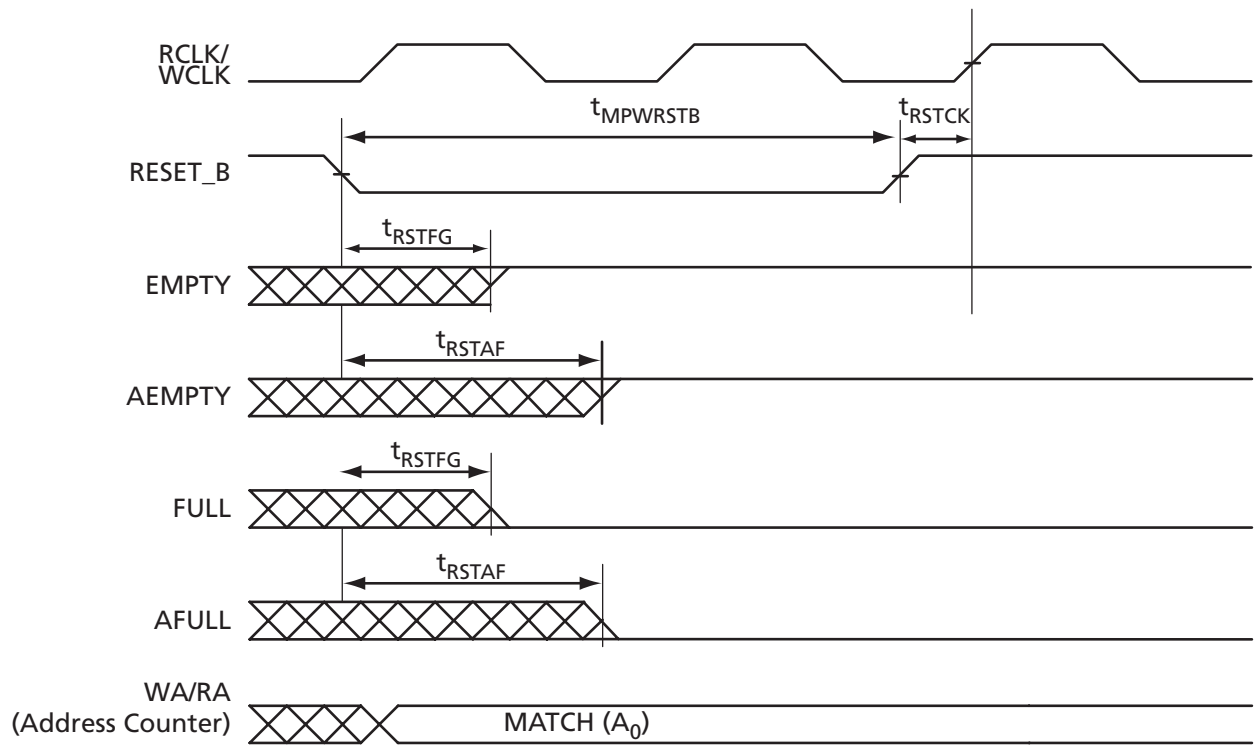 RCLK/
WCLK
tMPWRSTB
tRSTCK
RESET_B
tRSTFG
EMPTY
tRSTAF
AEMPTY
tRSTFG
FULL
tRSTAF
AFULL
WA/RA
(Address Counter)
MATCH (A0)